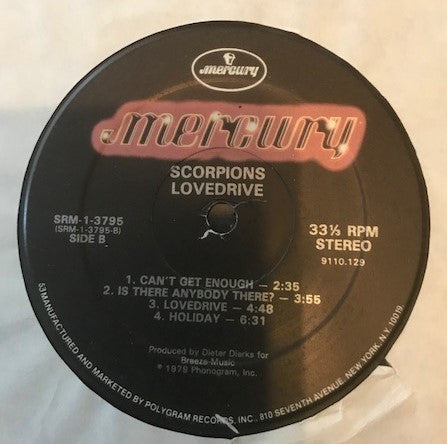 mercury
mercury
SCORPIONS
LOVEDRIVE
SRM-1-3795
(SRM-1-3795-B)
SIDE B
33⅓ RPM
STEREO
9110.129
1. CAN'T GET ENOUGH – 2:35
2. IS THERE ANYBODY THERE? – 3:55
3. LOVEDRIVE – 4:48
4. HOLIDAY – 6:31
Produced by Dieter Dierks for
Breeze-Music
℗ 1979 Phonogram, Inc.
53 MANUFACTURED AND MARKETED BY POLYGRAM RECORDS, INC., 810 SEVENTH AVENUE, NEW YORK, N.Y. 10019